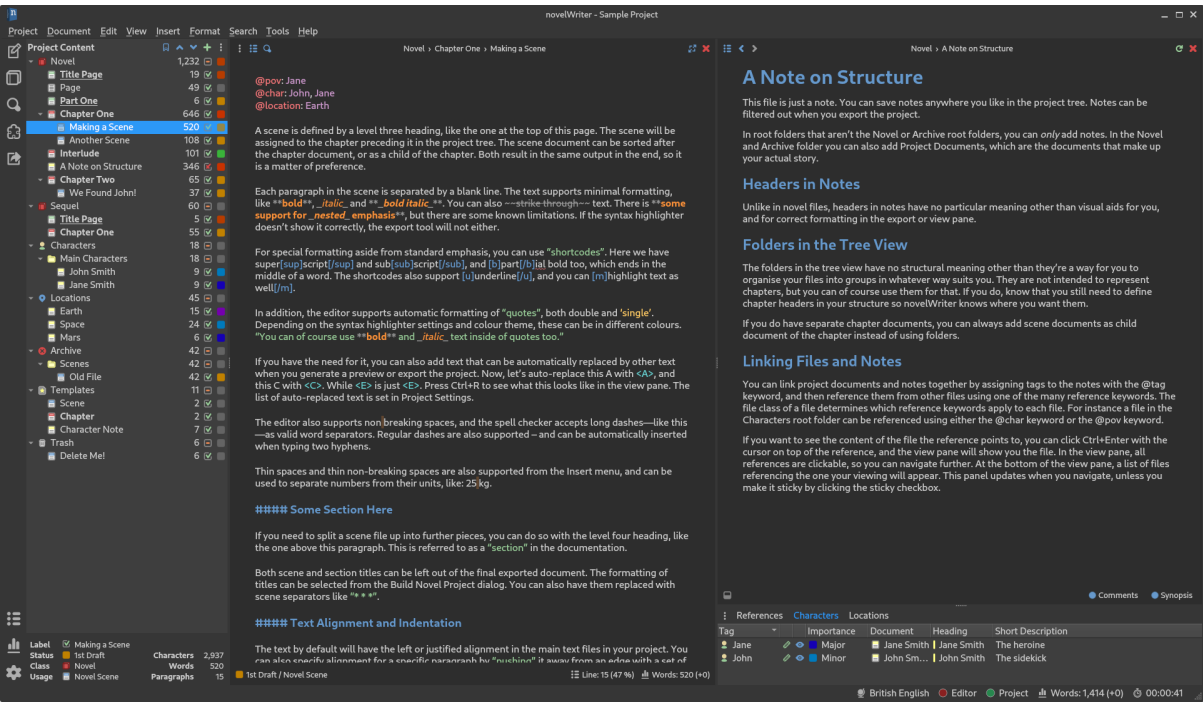 novelWriter - Sample Project
Project Document Edit View Insert Format Search Tools Help
Project Content
Novel 1,232
Title Page 19
Page 49
Part One 6
Chapter One 646
Making a Scene 520
Another Scene 108
Interlude 101
A Note on Structure 346
Chapter Two 65
We Found John! 37
Sequel 60
Title Page 5
Chapter One 55
Characters 18
Main Characters 18
John Smith 9
Jane Smith 9
Locations 45
Earth 15
Space 24
Mars 6
Archive 42
Scenes 42
Old File 42
Templates 11
Scene 2
Chapter 2
Character Note 7
Trash 6
Delete Me! 6
Label Making a Scene
Status 1st Draft Characters 2,937
Class Novel Words 520
Usage Novel Scene Paragraphs 15
Novel › Chapter One › Making a Scene
@pov: Jane
@char: John, Jane
@location: Earth
A scene is defined by a level three heading, like the one at the top of this page. The scene will be
assigned to the chapter preceding it in the project tree. The scene document can be sorted after
the chapter document, or as a child of the chapter. Both result in the same output in the end, so it
is a matter of preference.
Each paragraph in the scene is separated by a blank line. The text supports minimal formatting,
like **bold**, _italic_ and **_bold italic_**. You can also ~~strike through~~ text. There is **some
support for _nested_ emphasis**, but there are some known limitations. If the syntax highlighter
doesn’t show it correctly, the export tool will not either.
For special formatting aside from standard emphasis, you can use “shortcodes”. Here we have
super[sup]script[/sup] and sub[sub]script[/sub], and [b]part[/b]ial bold too, which ends in the
middle of a word. The shortcodes also support [u]underline[/u], and you can [m]highlight text as
well[/m].
In addition, the editor supports automatic formatting of “quotes”, both double and ‘single’.
Depending on the syntax highlighter settings and colour theme, these can be in different colours.
“You can of course use **bold** and _italic_ text inside of quotes too.”
If you have the need for it, you can also add text that can be automatically replaced by other text
when you generate a preview or export the project. Now, let’s auto-replace this A with <A>, and
this C with <C>. While <E> is just <E>. Press Ctrl+R to see what this looks like in the view pane. The
list of auto-replaced text is set in Project Settings.
The editor also supports non breaking spaces, and the spell checker accepts long dashes—like this
—as valid word separators. Regular dashes are also supported – and can be automatically inserted
when typing two hyphens.
Thin spaces and thin non-breaking spaces are also supported from the Insert menu, and can be
used to separate numbers from their units, like: 25 kg.
#### Some Section Here
If you need to split a scene file up into further pieces, you can do so with the level four heading, like
the one above this paragraph. This is referred to as a “section” in the documentation.
Both scene and section titles can be left out of the final exported document. The formatting of
titles can be selected from the Build Novel Project dialog. You can also have them replaced with
scene separators like “* * *”.
#### Text Alignment and Indentation
The text by default will have the left or justified alignment in the main text files in your project. You
can also specify alignment for a specific paragraph by “pushing” it away from an edge with a set of
1st Draft / Novel Scene Line: 15 (47 %) Words: 520 (+0)
Novel › A Note on Structure
A Note on Structure
This file is just a note. You can save notes anywhere you like in the project tree. Notes can be
filtered out when you export the project.
In root folders that aren’t the Novel or Archive root folders, you can only add notes. In the Novel
and Archive folder you can also add Project Documents, which are the documents that make up
your actual story.
Headers in Notes
Unlike in novel files, headers in notes have no particular meaning other than visual aids for you,
and for correct formatting in the export or view pane.
Folders in the Tree View
The folders in the tree view have no structural meaning other than they’re a way for you to
organise your files into groups in whatever way suits you. They are not intended to represent
chapters, but you can of course use them for that. If you do, know that you still need to define
chapter headers in your structure so novelWriter knows where you want them.
If you do have separate chapter documents, you can always add scene documents as child
document of the chapter instead of using folders.
Linking Files and Notes
You can link project documents and notes together by assigning tags to the notes with the @tag
keyword, and then reference them from other files using one of the many reference keywords. The
file class of a file determines which reference keywords apply to each file. For instance a file in the
Characters root folder can be referenced using either the @char keyword or the @pov keyword.
If you want to see the content of the file the reference points to, you can click Ctrl+Enter with the
cursor on top of the reference, and the view pane will show you the file. In the view pane, all
references are clickable, so you can navigate further. At the bottom of the view pane, a list of files
referencing the one your viewing will appear. This panel updates when you navigate, unless you
make it sticky by clicking the sticky checkbox.
Comments Synopsis
References Characters Locations
Tag Importance Document Heading Short Description
Jane Major Jane Smith Jane Smith The heroine
John Minor John Sm... John Smith The sidekick
British English Editor Project Words: 1,414 (+0) 00:00:41